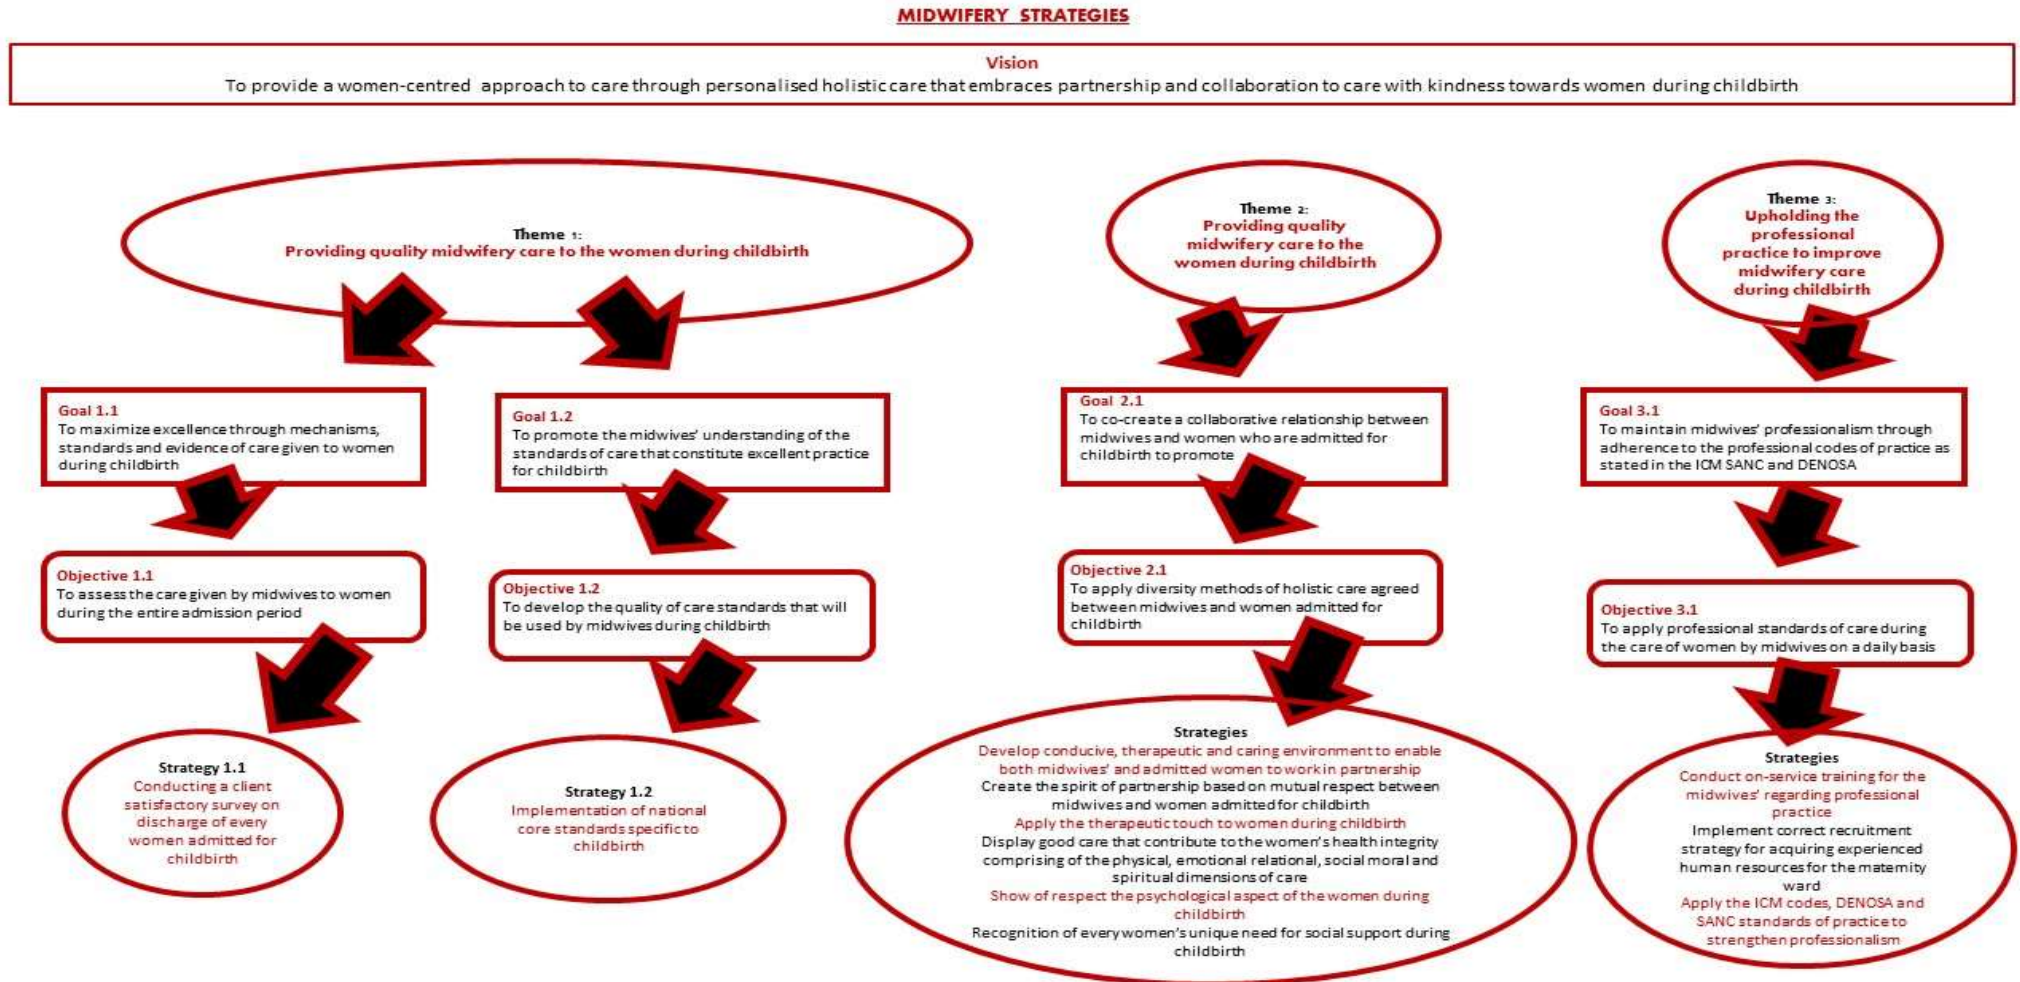 MIDWIFERY STRATEGIES
Vision
To provide a women-centred approach to care through personalised holistic care that embraces partnership and collaboration to care with kindness towards women during childbirth
Theme 1:
Providing quality midwifery care to the women during childbirth
Theme 2:
Providing quality
midwifery care to the
women during childbirth
Theme 3:
Upholding the
professional
practice to improve
midwifery care
during childbirth
Goal 1.1
To maximize excellence through mechanisms,
standards and evidence of care given to women
during childbirth
Goal 1.2
To promote the midwives' understanding of the
standards of care that constitute excellent practice
for childbirth
Goal 2.1
To co-create a collaborative relationship between
midwives and women who are admitted for
childbirth to promote
Goal 3.1
To maintain midwives' professionalism through
adherence to the professional codes of practice as
stated in the ICM SANC and DENOSA
Objective 1.1
To assess the care given by midwives to women
during the entire admission period
Objective 1.2
To develop the quality of care standards that will
be used by midwives during childbirth
Objective 2.1
To apply diversity methods of holistic care agreed
between midwives and women admitted for
childbirth
Objective 3.1
To apply professional standards of care during
the care of women by midwives on a daily basis
Strategy 1.1
Conducting a client
satisfactory survey on
discharge of every
women admitted for
childbirth
Strategy 1.2
Implementation of national
core standards specific to
childbirth
Strategies
Develop conducive, therapeutic and caring environment to enable
both midwives' and admitted women to work in partnership
Create the spirit of partnership based on mutual respect between
midwives and women admitted for childbirth
Apply the therapeutic touch to women during childbirth
Display good care that contribute to the women's health integrity
comprising of the physical, emotional relational, social moral and
spiritual dimensions of care
Show of respect the psychological aspect of the women during
childbirth
Recognition of every women's unique need for social support during
childbirth
Strategies
Conduct on-service training for the
midwives' regarding professional
practice
Implement correct recruitment
strategy for acquiring experienced
human resources for the maternity
ward
Apply the ICM codes, DENOSA and
SANC standards of practice to
strengthen professionalism